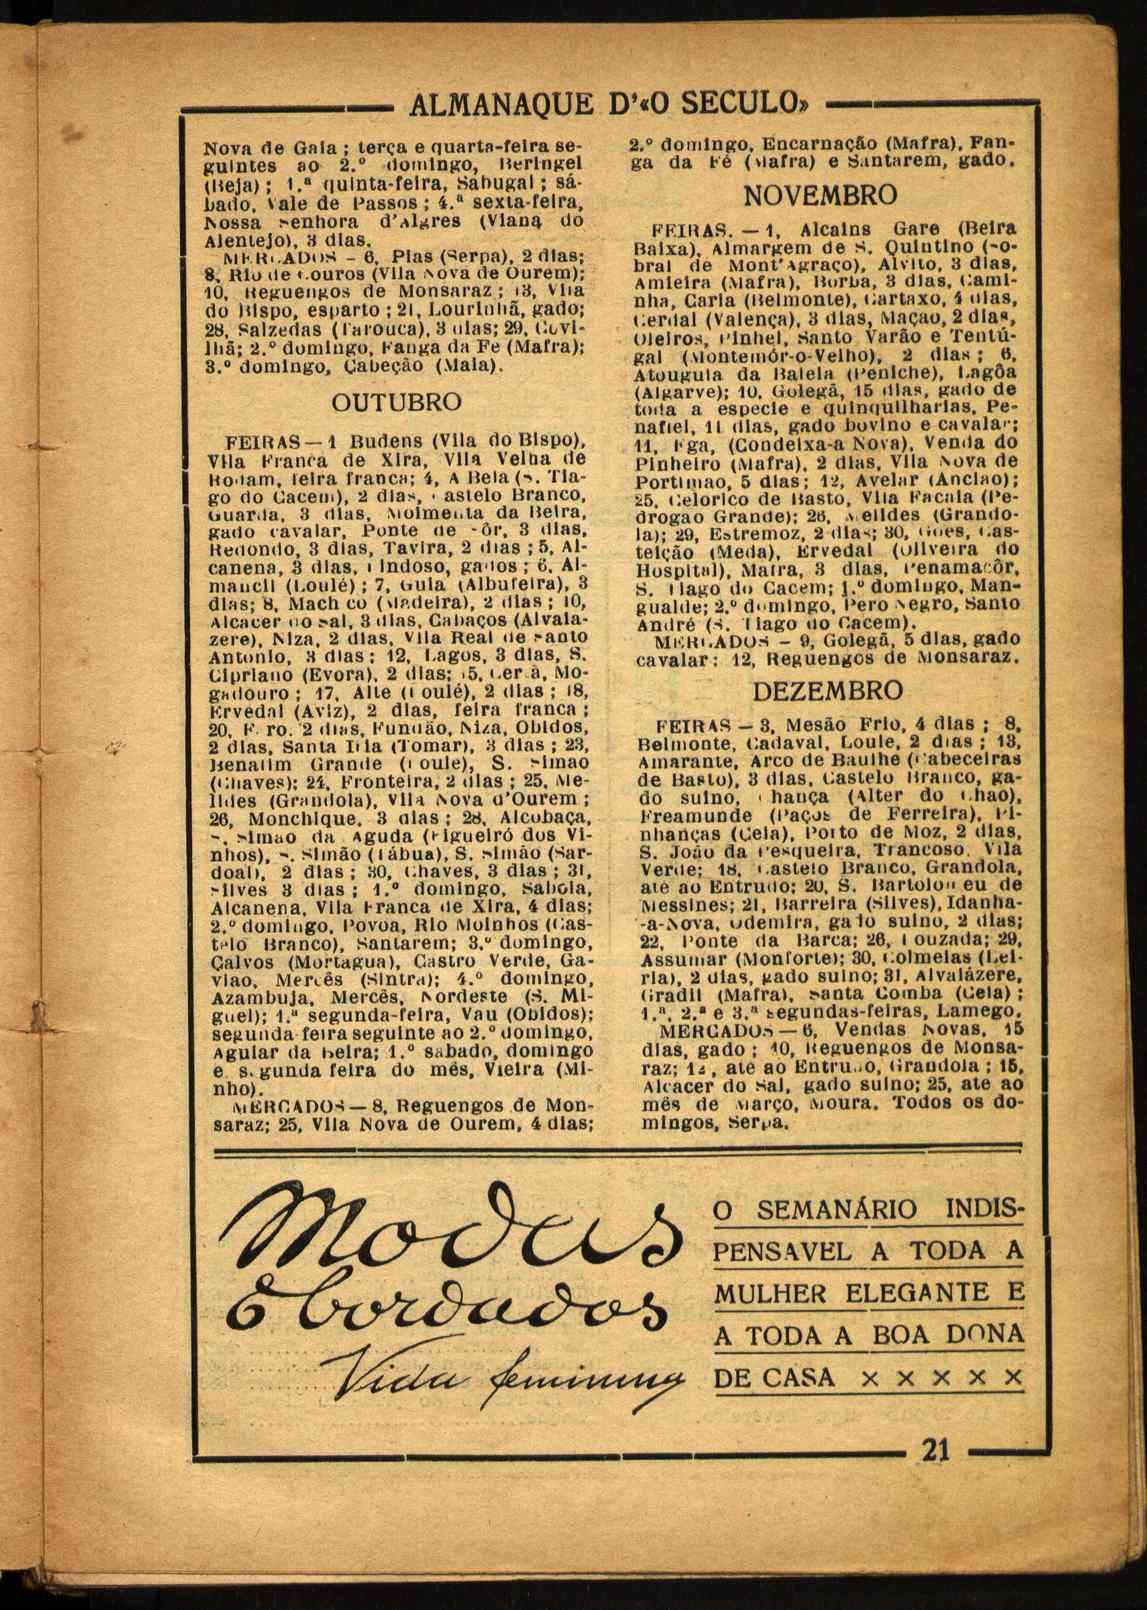 ALMANAQUE D'«O SECULO»
Nova de Gaia; terça e quarta-feira se-
guintes ao 2.º domingo, Beringel
(Beja); 1.ª quinta-feira, Sabugal; sá-
bado, Vale de Passos; 4.ª sexta-feira,
Nossa Senhora d'Aires (Viana do
Alentejo), 3 dias.
MERCADOS - 6, Pias (Serpa), 2 dias;
8, Rio de Couros (Vila Nova de Ourem);
10, Reguengos de Monsaraz; 13, Vila
do Bispo, esparto; 21, Lourinhã, gado;
28, Salzedas (Tarouca), 3 dias; 29, Covi-
lhã; 2.º domingo, Fanga da Fe (Mafra);
3.º domingo, Cabeção (Maia).
OUTUBRO
FEIRAS—1 Budens (Vila do Bispo),
Vila Franca de Xira, Vila Velha de
Rodam, feira franca; 4, A Bela (S. Tia-
go do Cacem), 2 dias, Castelo Branco,
Guarda, 3 dias, Moimenta da Beira,
gado cavalar, Ponte de Sôr, 3 dias,
Redondo, 3 dias, Tavira, 2 dias; 5, Al-
canena, 3 dias, Lindoso, gados; 6, Al-
mancil (Loulé); 7, Guia (Albufeira), 3
dias; 8, Machico (Madeira), 2 dias; 10,
Alcacer do Sal, 3 dias, Cabaços (Alvaia-
zere), Niza, 2 dias, Vila Real de Santo
Antonio, 3 dias; 12, Lagos, 3 dias, S.
Cipriano (Evora), 2 dias; 15, Mo-
gadouro; 17, Alte (Loulé), 2 dias; 18,
Ervedal (Aviz), 2 dias, feira franca;
20, Faro, 2 dias, Fundão, Niza, Obidos,
2 dias, Santa Iria (Tomar), 3 dias; 23,
Benafim Grande (Loule), S. Simao
(Chaves); 24, Fronteira, 2 dias; 25, Me-
lides (Grandola), Vila Nova d'Ourem;
26, Monchique, 3 dias; 28, Alcobaça,
S. Simao da Aguda (Figueiró dos Vi-
nhos), S. Simão (Tábua), S. Simão (Sar-
doal), 2 dias; 30, Chaves, 3 dias; 31,
Silves 3 dias; 1.º domingo, Saboia,
Alcanena, Vila Franca de Xira, 4 dias;
2.º domingo, Povoa, Rio Moinhos (Cas-
telo Branco), Santarem; 3.º domingo,
Calvos (Mortagua), Castro Verde, Ga-
vião, Mercês (Sintra); 4.º domingo,
Azambuja, Mercês, Nordeste (S. Mi-
guel); 1.ª segunda-feira, Vau (Obidos);
segunda-feira seguinte ao 2.º domingo,
Aguiar da Beira; 1.º sabado, domingo
e segunda feira do mês, Vieira (Mi-
nho).
MERCADOS—8, Reguengos de Mon-
saraz; 25, Vila Nova de Ourem, 4 dias;
2.º domingo, Encarnação (Mafra), Fan-
ga da Fé (Mafra) e Santarem, gado.
NOVEMBRO
FEIRAS.—1, Alcains Gare (Beira
Baixa), Almargem de S. Quintino (So-
bral de Mont'Agraço), Alvito, 3 dias,
Amieira (Mafra), Borba, 3 dias, Cami-
nha, Caria (Belmonte), Cartaxo, 4 dias,
Cerdal (Valença), 3 dias, Mação, 2 dias,
Oleiros, Pinhel, Santo Varão e Tentú-
gal (Montemór-o-Velho), 2 dias; 6,
Atouguia da Baleia (Peniche), Lagôa
(Algarve); 10, Golegã, 15 dias, gado de
toda a especie e quinquilharias, Pe-
nafiel, 11 dias, gado bovino e cavalar;
11, Ega, (Condeixa-a Nova), Venda do
Pinheiro (Mafra), 2 dias, Vila Nova de
Portimao, 5 dias; 12, Avelar (Ancião);
25, Celorico de Basto, Vila Facaia (Pe-
drogao Grande); 26, Melides (Grando-
la); 29, Estremoz, 2 dias; 30, Goes, Cas-
teição (Meda), Ervedal (Oliveira do
Hospital), Mafra, 3 dias, Penamacôr,
S. Tiago do Cacem; 1.º domingo, Man-
gualde; 2.º domingo, Pero Negro, Santo
André (S. Tiago do Cacem).
MERCADOS - 9, Golegã, 5 dias, gado
cavalar; 12, Reguengos de Monsaraz.
DEZEMBRO
FEIRAS—3, Mesão Frio, 4 dias; 8,
Belmonte, Cadaval, Loule, 2 dias; 13,
Amarante, Arco de Baulhe (Cabeceiras
de Basto), 3 dias, Castelo Branco, ga-
do suino, Chança (Alter do Chao),
Freamunde (Paços de Ferreira), Pi-
nhanças (Ceia), Porto de Moz, 2 dias,
S. João da Pesqueira, Trancoso, Vila
Verde; 18, Castelo Branco, Grandola,
até ao Entrudo; 20, S. Bartolomeu de
Messines; 21, Barreira (Silves), Idanha-
-a-Nova, Odemira, gado suino, 2 dias;
22, Ponte da Barca; 26, Louzada; 29,
Assumar (Monforte); 30, Colmeias (Lei-
ria), 2 dias, gado suino; 31, Alvaiázere,
Gradil (Mafra), Santa Comba (Ceia);
1.ª, 2.ª e 3.ª segundas-feiras, Lamego.
MERCADOS—6, Vendas Novas, 15
dias, gado; 10, Reguengos de Monsa-
raz; até ao Entrudo, Grandola; 15,
Alcacer do Sal, gado suino; 25, até ao
mês de Março, Moura. Todos os do-
mingos, Serpa.
Modas
e bordados
Vida feminina
O SEMANÁRIO INDIS-
PENSAVEL A TODA A
MULHER ELEGANTE E
A TODA A BOA DONA
DE CASA × × × × ×
21